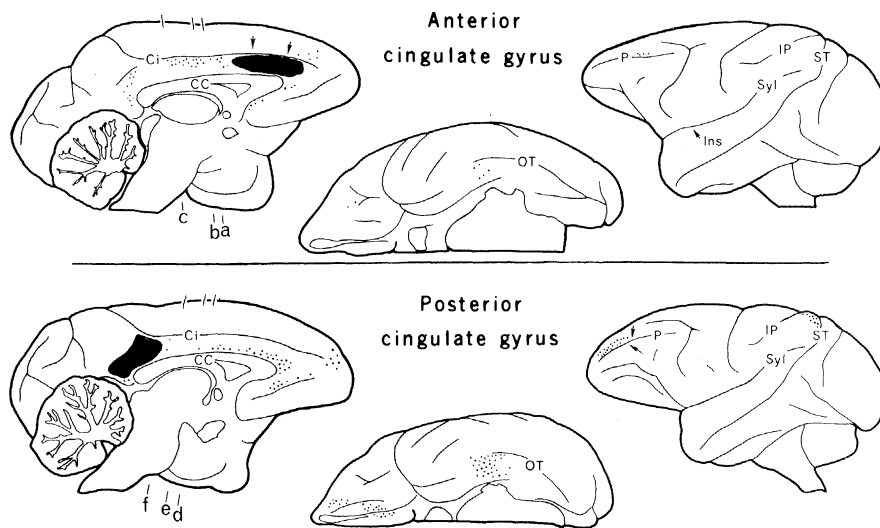 Anterior
cingulate gyrus
Ci
CC
c
b a
OT
P
IP
ST
Syl
Ins
Posterior
cingulate gyrus
Ci
CC
f e d
OT
P
IP
ST
Syl